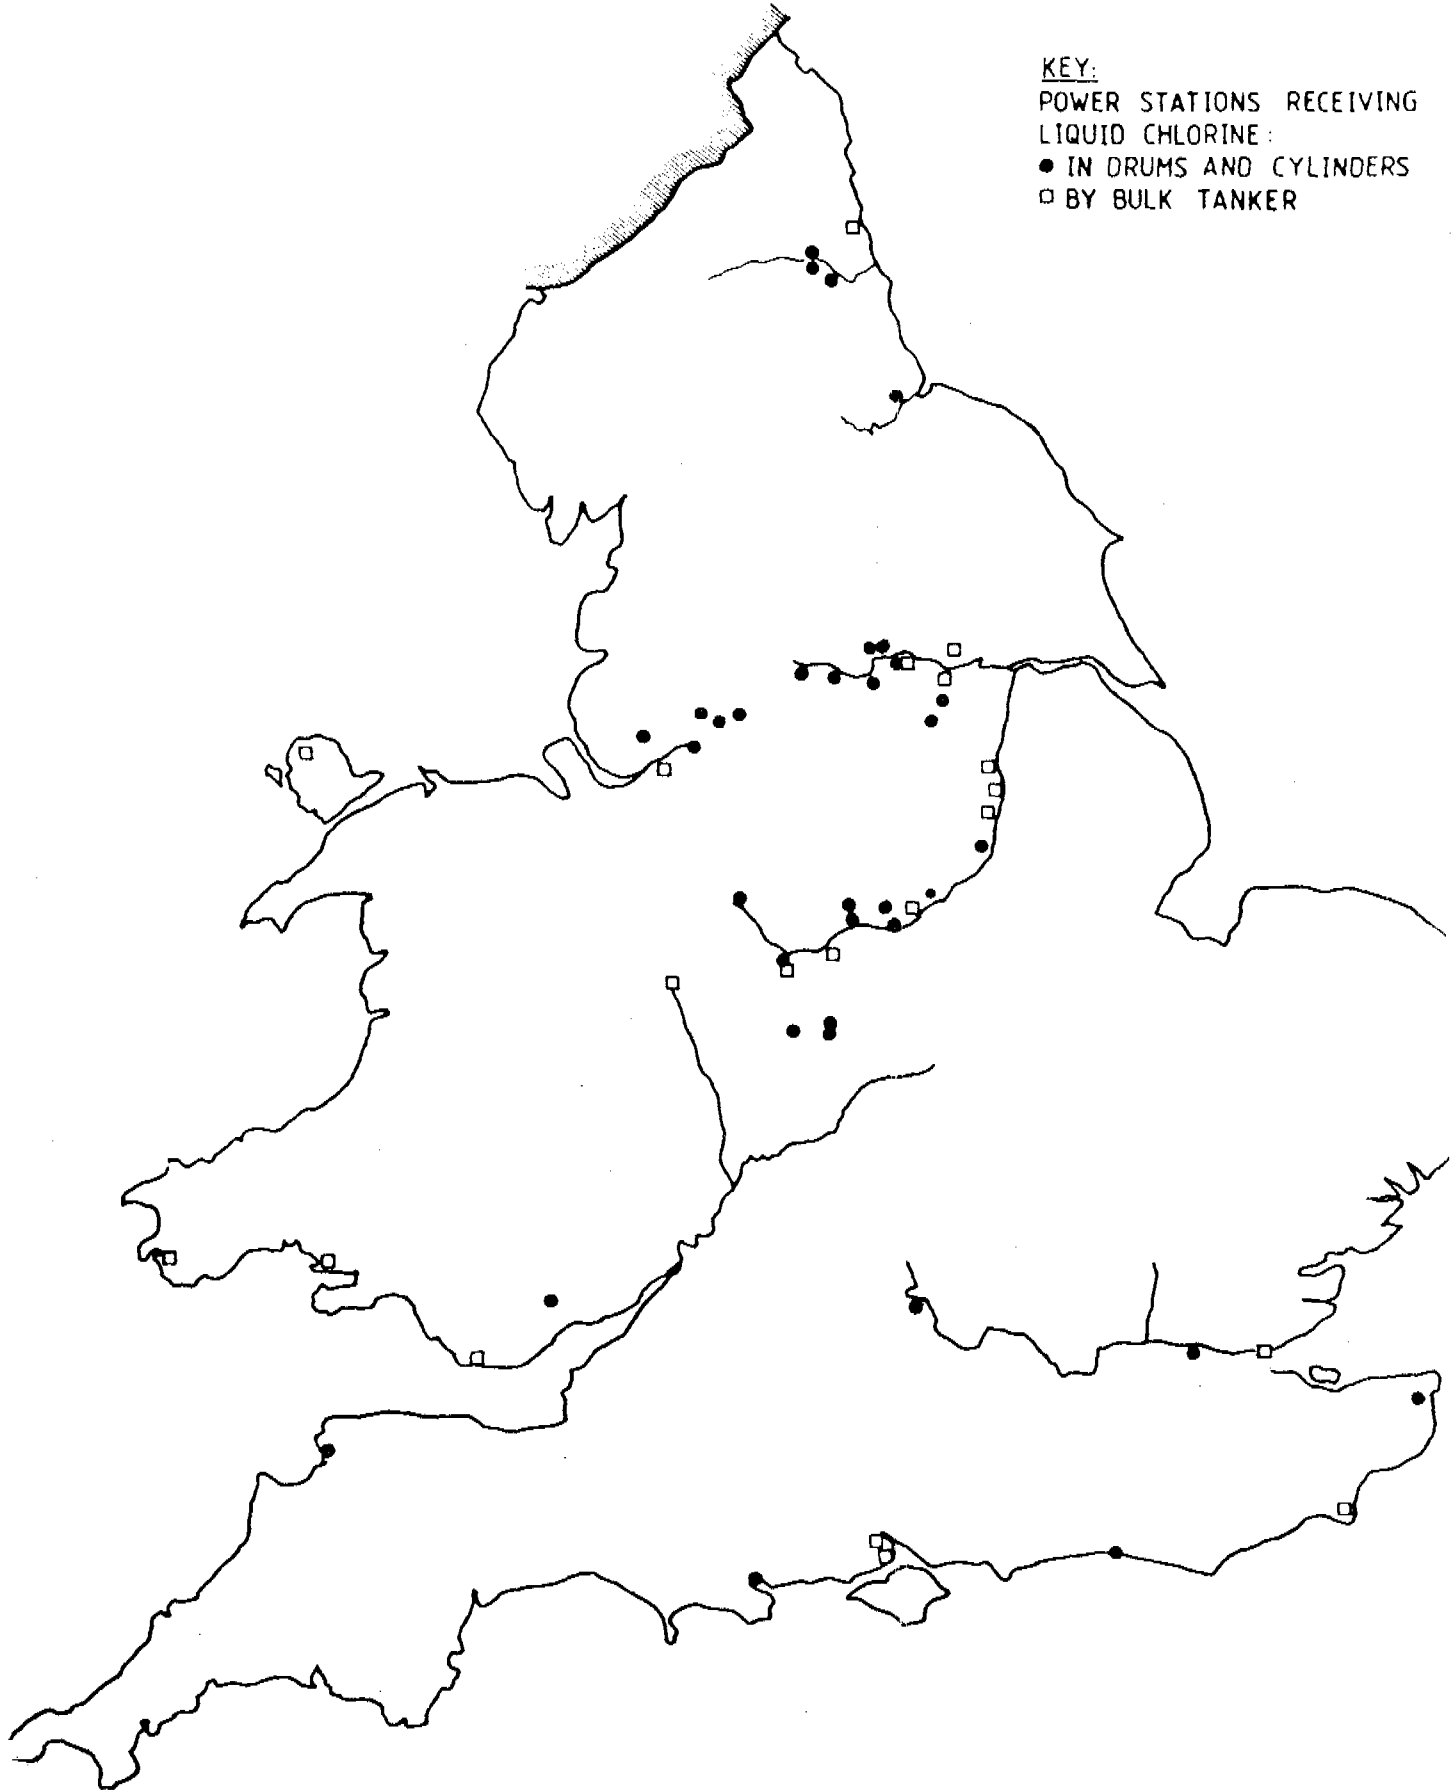 KEY:
POWER STATIONS RECEIVING
LIQUID CHLORINE:
● IN DRUMS AND CYLINDERS
□ BY BULK TANKER